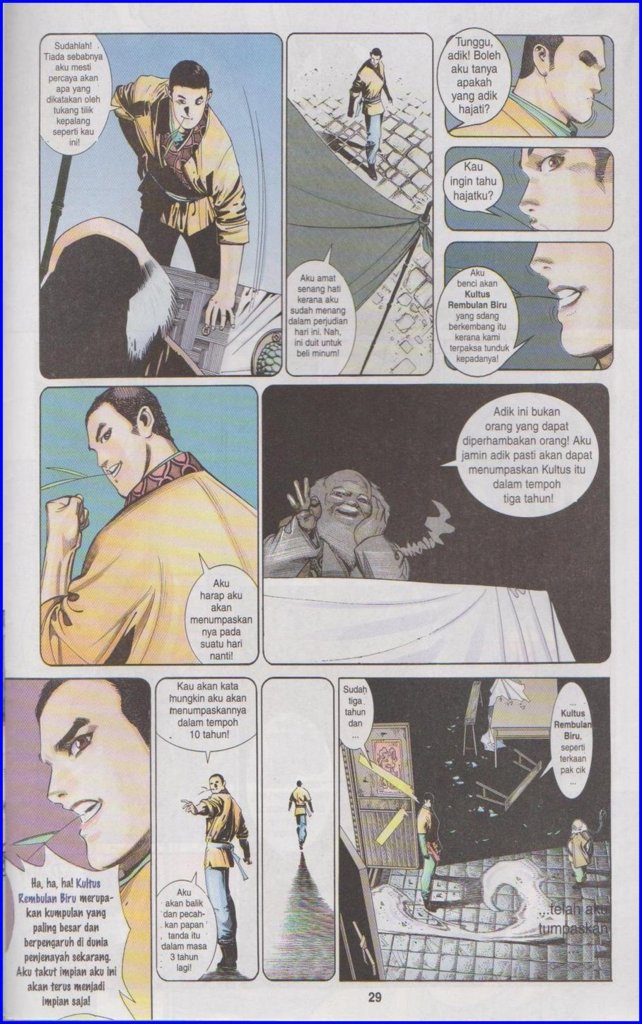 Sudahlah!
Tiada sebabnya
aku mesti
percaya akan
apa yang
dikatakan oleh
tukang tilik
kepalang
seperti kau
ini!
Aku amat
senang hati
kerana aku
sudah menang
dalam perjudian
hari ini. Nah,
ini duit untuk
beli minum!
Tunggu,
adik! Boleh
aku tanya
apakah
yang adik
hajati?
Kau
ingin tahu
hajatku?
Aku
benci akan
Kultus
Rembulan Biru
yang sdang
berkembang itu
kerana kami
terpaksa tunduk
kepadanya!
Aku
harap aku
akan
menumpaskan
nya pada
suatu hari
nanti!
Adik ini bukan
orang yang dapat
diperhambakan orang! Aku
jamin adik pasti akan dapat
menumpaskan Kultus itu
dalam tempoh
tiga tahun!
Ha, ha, ha! Kultus
Rembulan Biru merupa-
kan kumpulan yang
paling besar dan
berpengaruh di dunia
penjenayah sekarang.
Aku takut impian aku ini
akan terus menjadi
impian saja!
Kau akan kata
mungkin aku akan
menumpaskannya
dalam tempoh
10 tahun!
Aku
akan balik
dan pecah-
kan papan
tanda itu
dalam masa
3 tahun
lagi!
Sudah
tiga
tahun
dan
...
Kultus
Rembulan
Biru,
seperti
terkaan
pak cik
...
...telah aku
tumpaskan
29